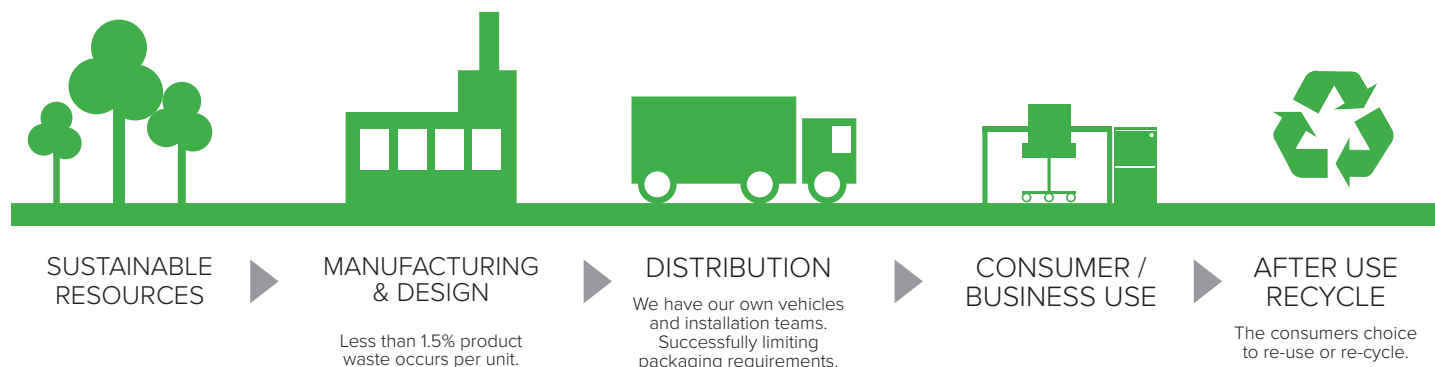 SUSTAINABLE
RESOURCES
MANUFACTURING
& DESIGN
Less than 1.5% product
waste occurs per unit.
DISTRIBUTION
We have our own vehicles
and installation teams.
Successfully limiting
packaging requirements.
CONSUMER /
BUSINESS USE
AFTER USE
RECYCLE
The consumers choice
to re-use or re-cycle.